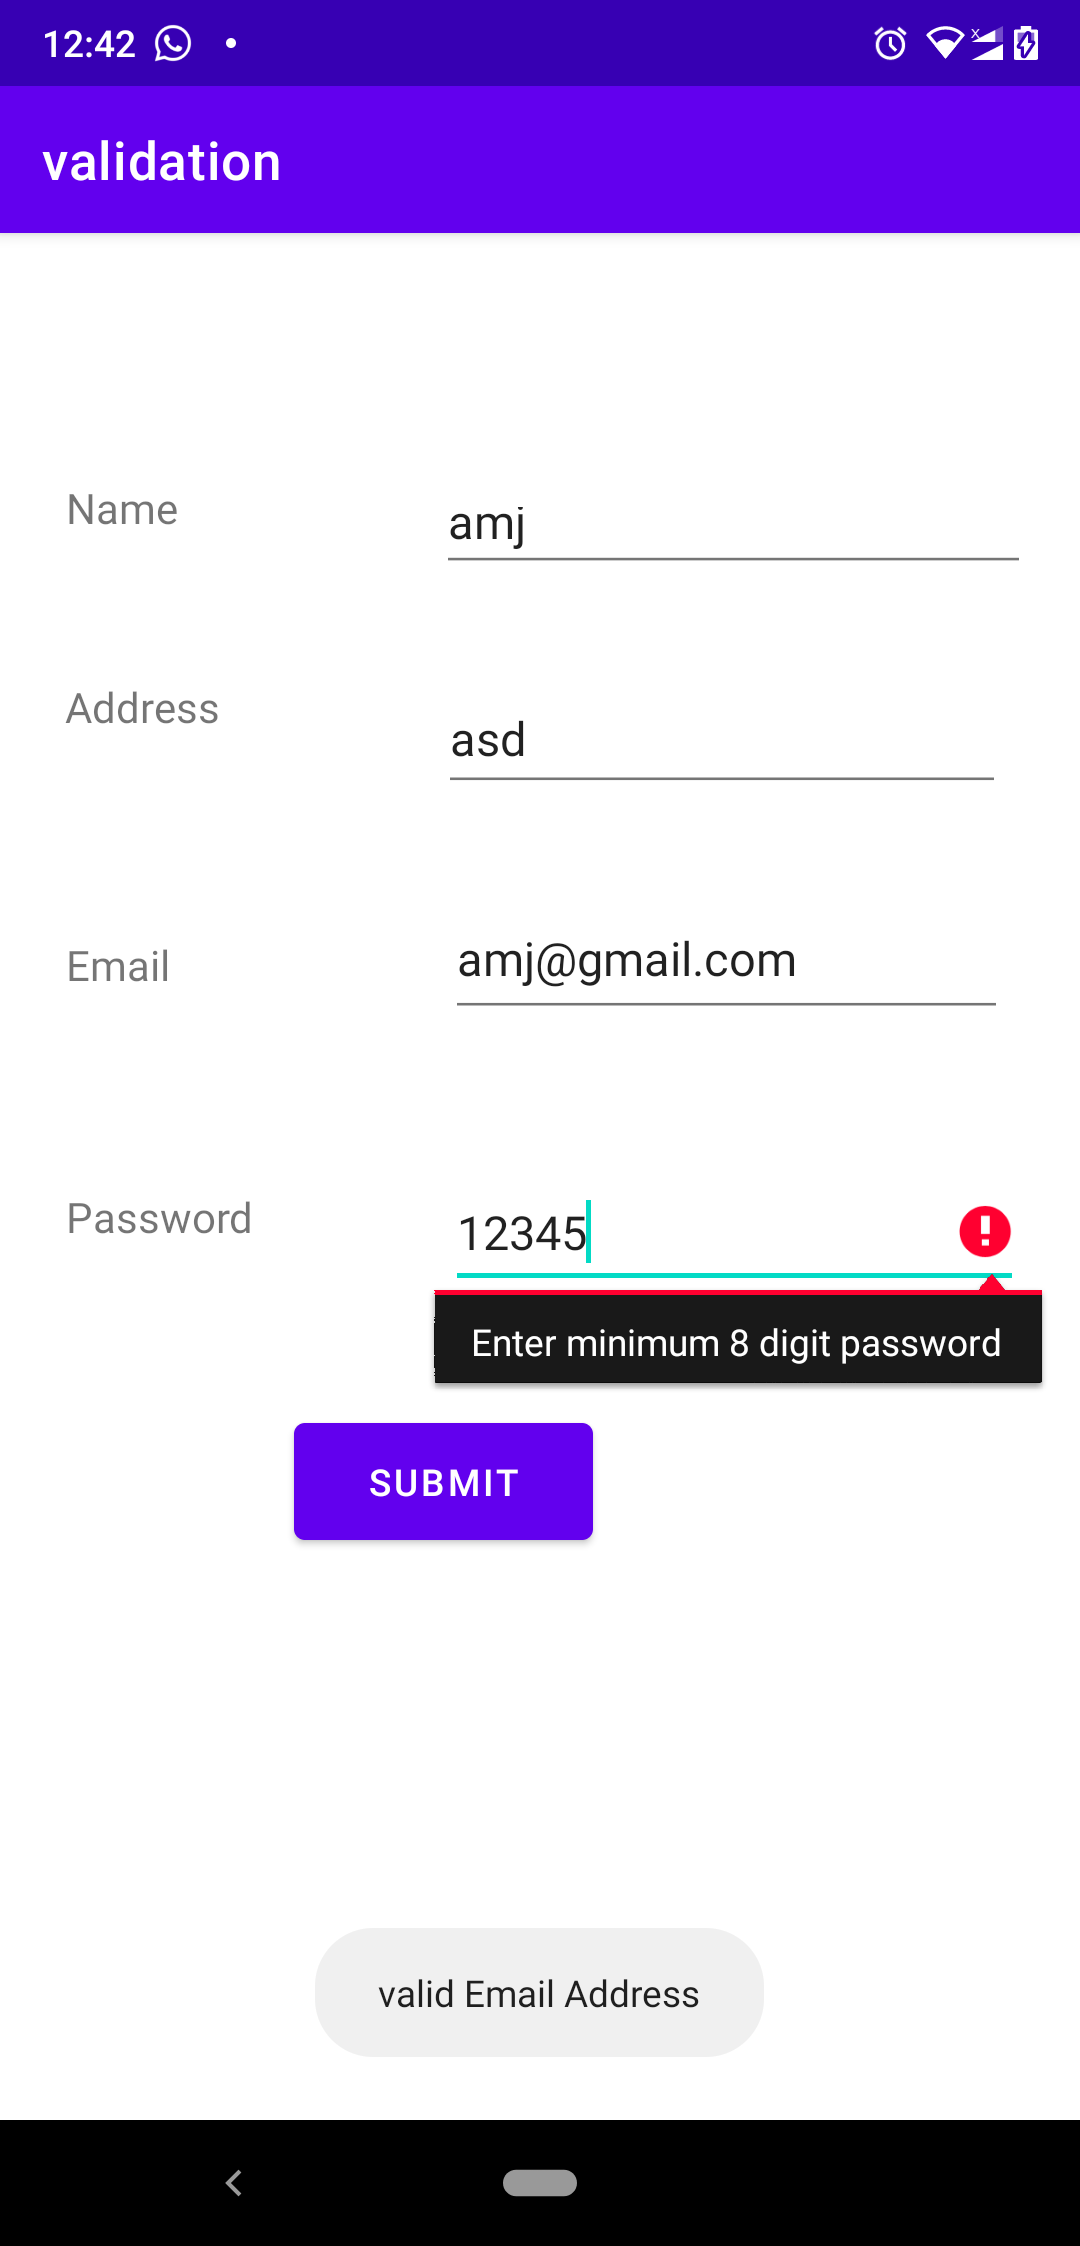 12:42
validation
Name
amj
Address
asd
Email
amj@gmail.com
Password
12345
Enter minimum 8 digit password
SUBMIT
valid Email Address